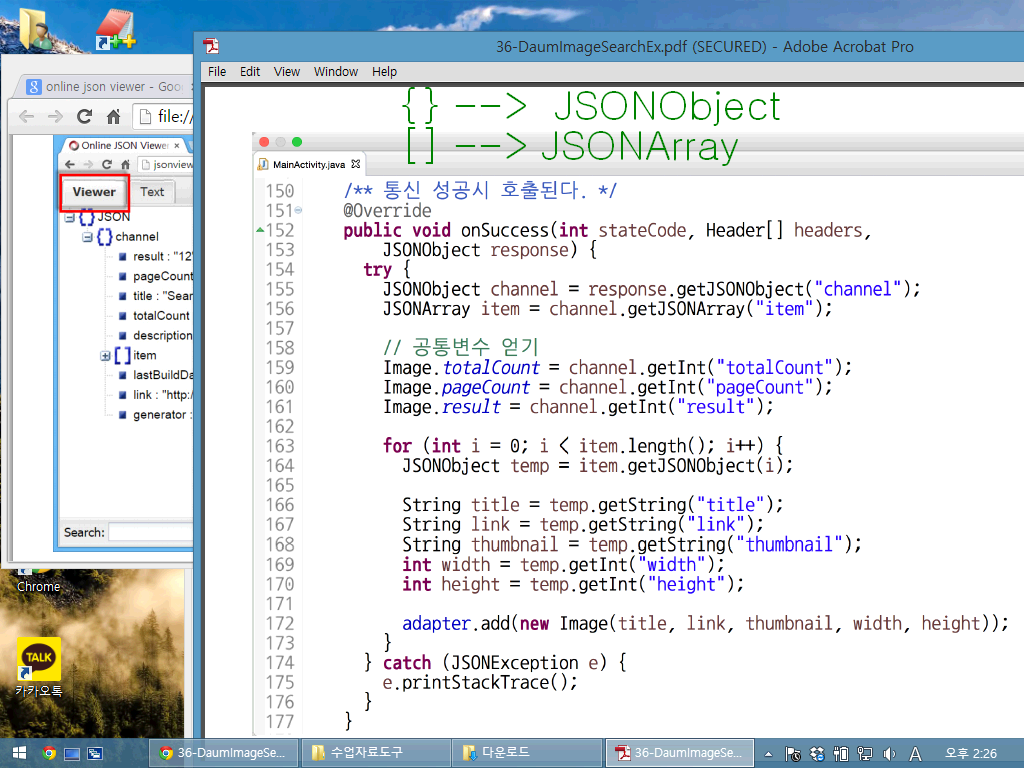 36-DaumImageSearchEx.pdf (SECURED) - Adobe Acrobat Pro
File Edit View Window Help
{} --> JSONObject
[] --> JSONArray
online json viewer - Goo
file://
Online JSON Viewer
jsonview
Viewer Text
JSON
channel
result : "12"
pageCount
title : "Sear
totalCount
description
item
lastBuildDa
link : "http:/
generator :
Search:
MainActivity.java
150 /** 통신 성공시 호출된다. */
151 @Override
152 public void onSuccess(int stateCode, Header[] headers,
153 JSONObject response) {
154 try {
155 JSONObject channel = response.getJSONObject("channel");
156 JSONArray item = channel.getJSONArray("item");
157
158 // 공통변수 얻기
159 Image.totalCount = channel.getInt("totalCount");
160 Image.pageCount = channel.getInt("pageCount");
161 Image.result = channel.getInt("result");
162
163 for (int i = 0; i < item.length(); i++) {
164 JSONObject temp = item.getJSONObject(i);
165
166 String title = temp.getString("title");
167 String link = temp.getString("link");
168 String thumbnail = temp.getString("thumbnail");
169 int width = temp.getInt("width");
170 int height = temp.getInt("height");
171
172 adapter.add(new Image(title, link, thumbnail, width, height));
173 }
174 } catch (JSONException e) {
175 e.printStackTrace();
176 }
177 }
Chrome
TALK
카카오톡
36-DaumImageSe... 수업자료도구 다운로드 36-DaumImageSe... A 오후 2:26